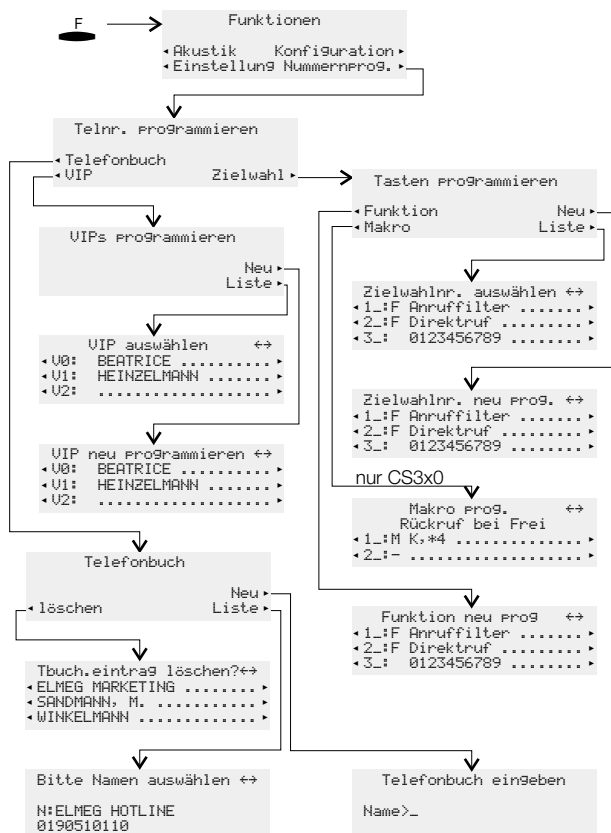 F
Funktionen
◂Akustik Konfiguration▸
◂Einstellung Nummernprog.▸
Telnr. programmieren
◂Telefonbuch
◂VIP Zielwahl▸
Tasten programmieren
◂Funktion Neu▸
◂Makro Liste▸
VIPs programmieren
Neu▸
Liste▸
Zielwahlnr. auswählen ↔
◂1_:F Anruffilter .......▸
◂2_:F Direktruf .........▸
◂3_: 0123456789 ........▸
VIP auswählen ↔
◂V0: BEATRICE ..........▸
◂V1: HEINZELMANN .......▸
◂V2: ...................▸
Zielwahlnr. neu prog. ↔
◂1_:F Anruffilter .......▸
◂2_:F Direktruf .........▸
◂3_: 0123456789 ........▸
VIP neu programmieren ↔
◂V0: BEATRICE ..........▸
◂V1: HEINZELMANN .......▸
◂V2: ...................▸
nur CS3x0
Makro prog. ↔
Rückruf bei Frei
◂1_:M K,*4 ..............▸
◂2_:- ...................▸
Telefonbuch
Neu▸
◂löschen Liste▸
Funktion neu prog ↔
◂1_:F Anruffilter .......▸
◂2_:F Direktruf .........▸
◂3_: 0123456789 ........▸
Tbuch.eintrag löschen?↔
◂ELMEG MARKETING ........▸
◂SANDMANN, M. ...........▸
◂WINKELMANN .............▸
Bitte Namen auswählen ↔
N:ELMEG HOTLINE
0190510110
Telefonbuch eingeben
Name>_